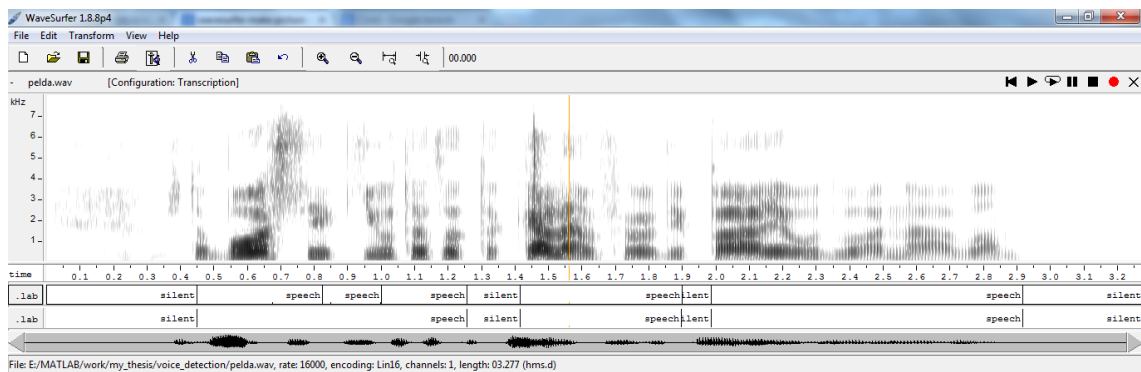 WaveSurfer 1.8.8p4
File Edit Transform View Help
00.000
- pelda.wav [Configuration: Transcription]
kHz
7
6
5
4
3
2
1
time 0.1 0.2 0.3 0.4 0.5 0.6 0.7 0.8 0.9 1.0 1.1 1.2 1.3 1.4 1.5 1.6 1.7 1.8 1.9 2.0 2.1 2.2 2.3 2.4 2.5 2.6 2.7 2.8 2.9 3.0 3.1 3.2
.lab silent speech speech speech silent speech ilent speech silent
.lab silent speech silent speech ilent speech silent
File: E:/MATLAB/work/my_thesis/voice_detection/pelda.wav, rate: 16000, encoding: Lin16, channels: 1, length: 03.277 (hms.d)